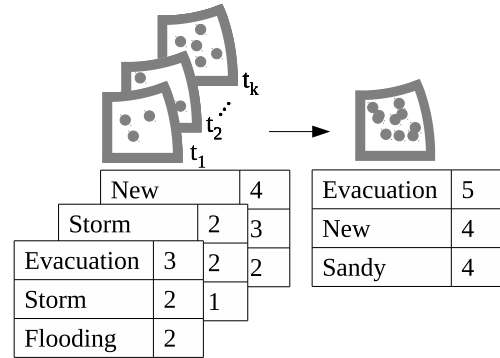 tk
t2
t1
New 4
3
2
Storm 2
2
1
Evacuation 3
Storm 2
Flooding 2
Evacuation 5
New 4
Sandy 4